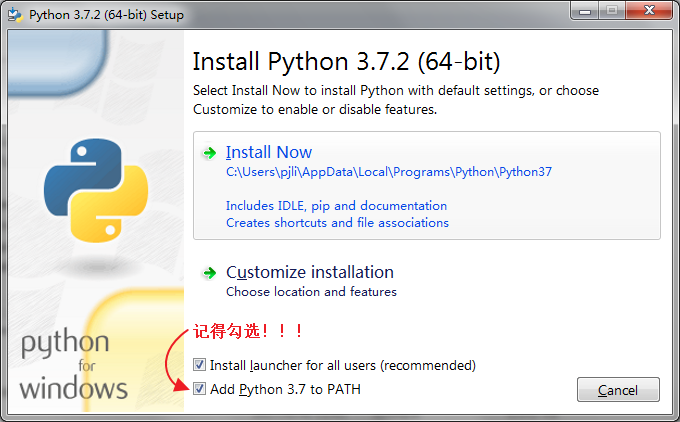 Python 3.7.2 (64-bit) Setup
Install Python 3.7.2 (64-bit)
Select Install Now to install Python with default settings, or choose
Customize to enable or disable features.
Install Now
C:\Users\pjli\AppData\Local\Programs\Python\Python37
Includes IDLE, pip and documentation
Creates shortcuts and file associations
Customize installation
Choose location and features
记得勾选！！！
Install launcher for all users (recommended)
Add Python 3.7 to PATH
python
for
windows
Cancel